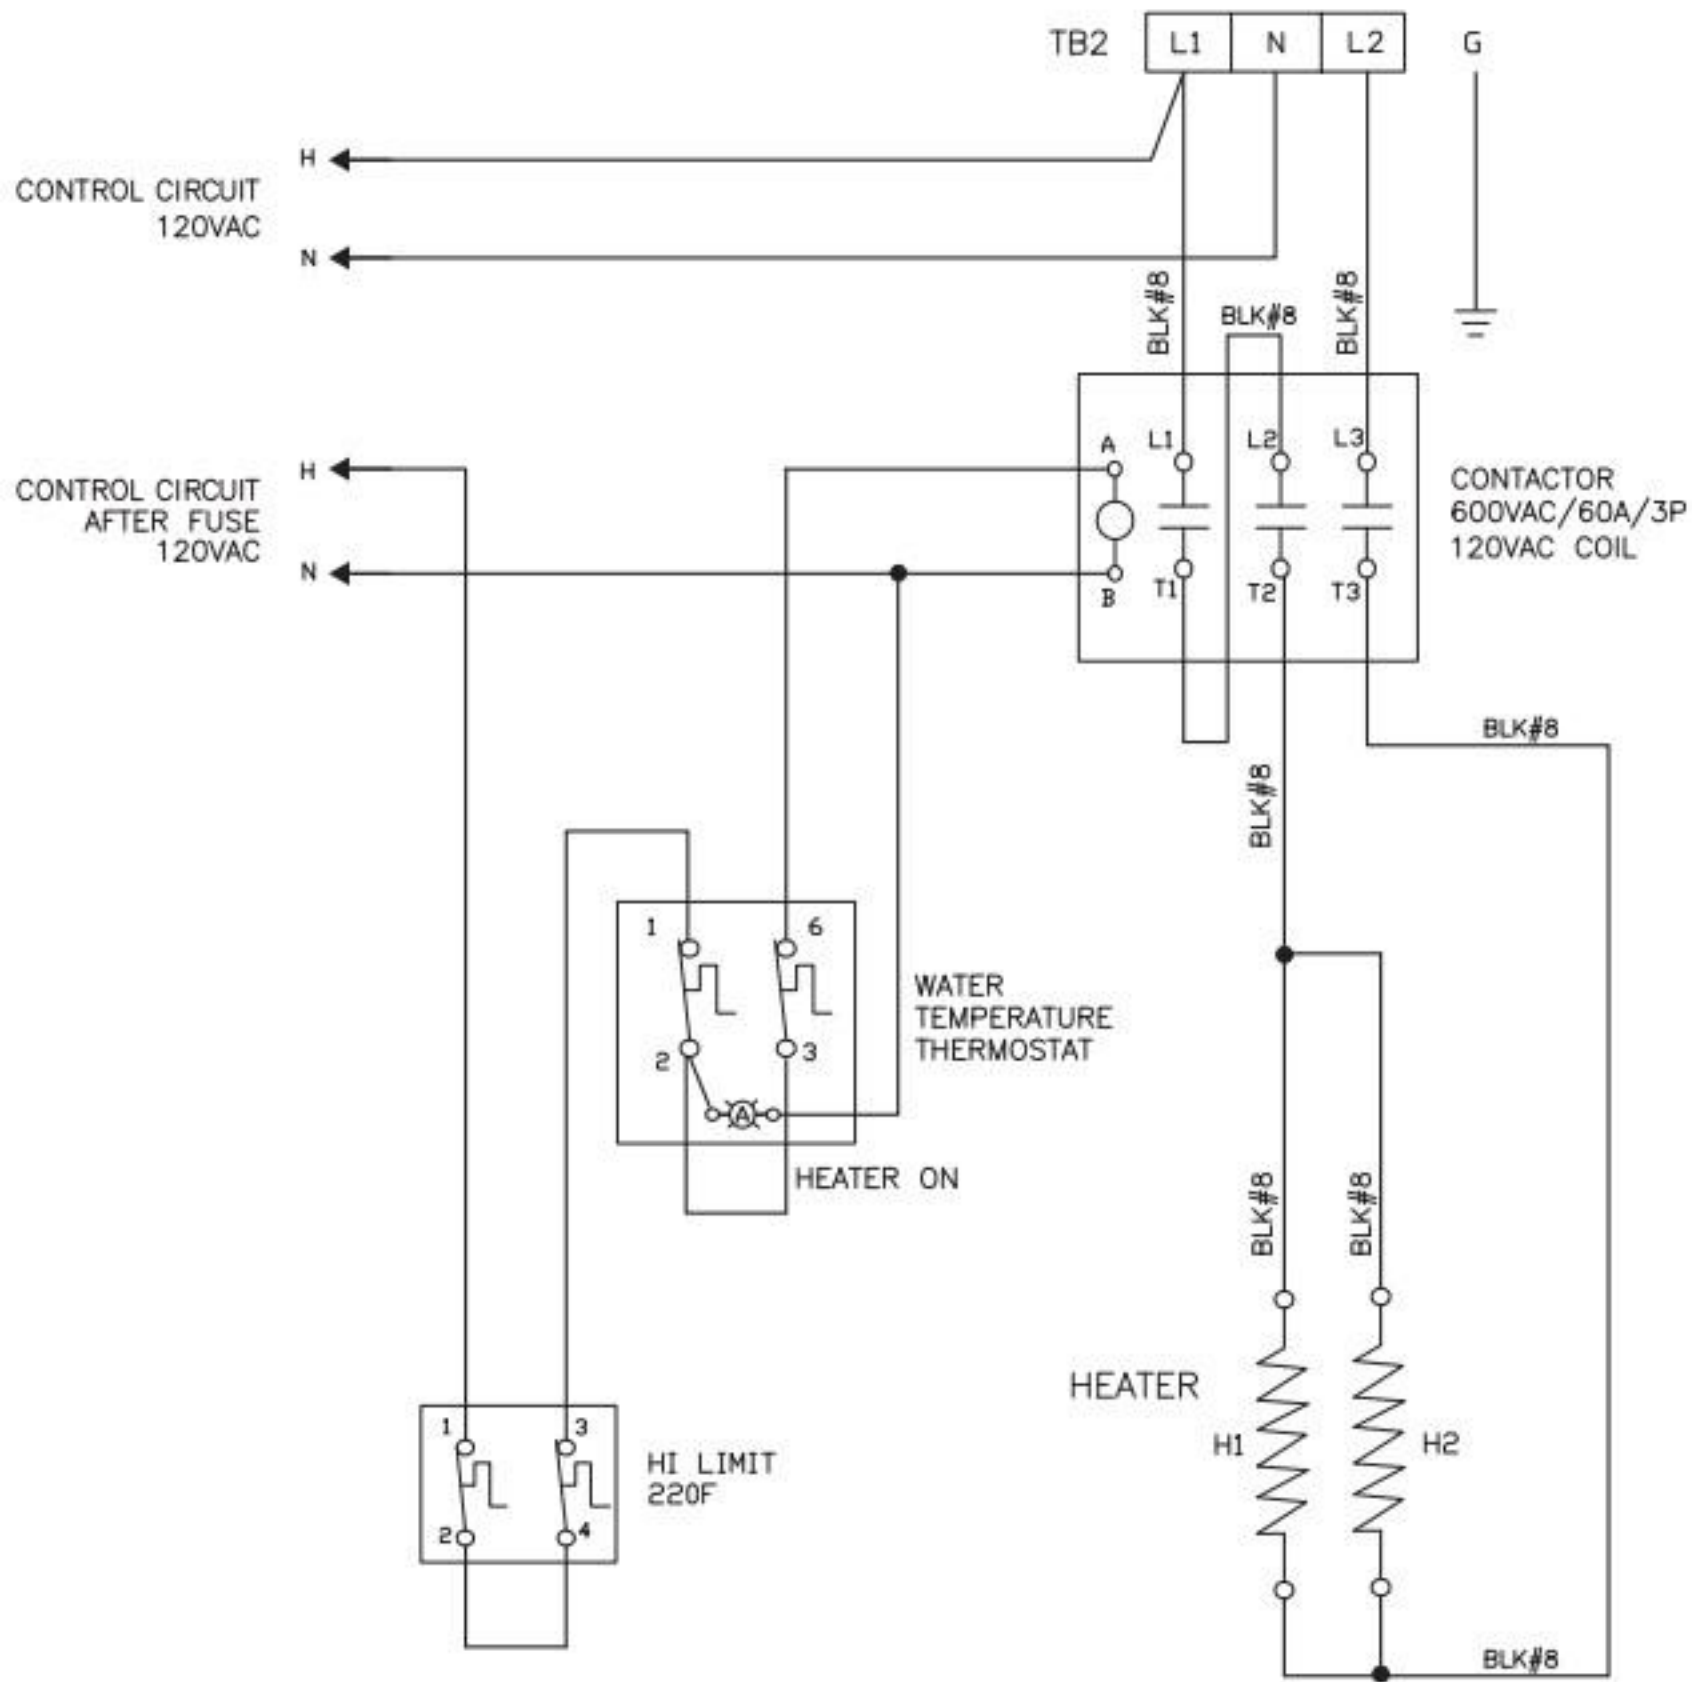 TB2 L1 N L2 G
H
CONTROL CIRCUIT
120VAC
N
BLK#8
BLK#8
BLK#8
A L1 L2 L3
H
CONTROL CIRCUIT
AFTER FUSE
120VAC
N
CONTACTOR
600VAC/60A/3P
120VAC COIL
B T1 T2 T3
BLK#8
BLK#8
1 6
WATER
TEMPERATURE
THERMOSTAT
2 3
A
HEATER ON
BLK#8
BLK#8
HEATER
H1 H2
1 3
HI LIMIT
220F
2 4
BLK#8